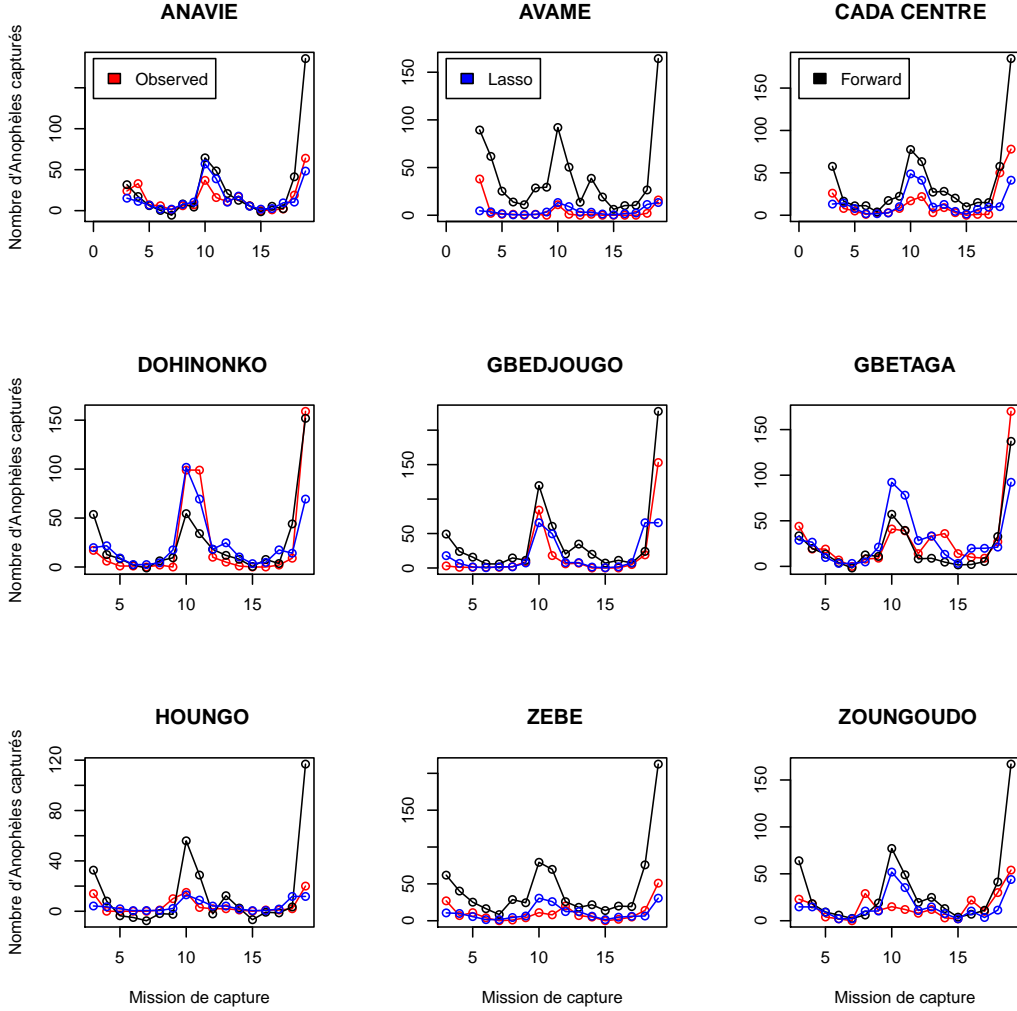 ANAVIE
AVAME
CADA CENTRE
Nombre d'Anophèles capturés
0 50 100
Observed
0 5 10 15
0 50 100 150
Lasso
0 5 10 15
0 50 100 150
Forward
0 5 10 15
DOHINONKO
GBEDJOUGO
GBETAGA
Nombre d'Anophèles capturés
0 50 100 150
5 10 15
0 50 150
5 10 15
0 50 100 150
5 10 15
HOUNGO
ZEBE
ZOUNGOUDO
Nombre d'Anophèles capturés
0 40 80 120
5 10 15
0 50 150
5 10 15
0 50 100 150
5 10 15
Mission de capture
Mission de capture
Mission de capture